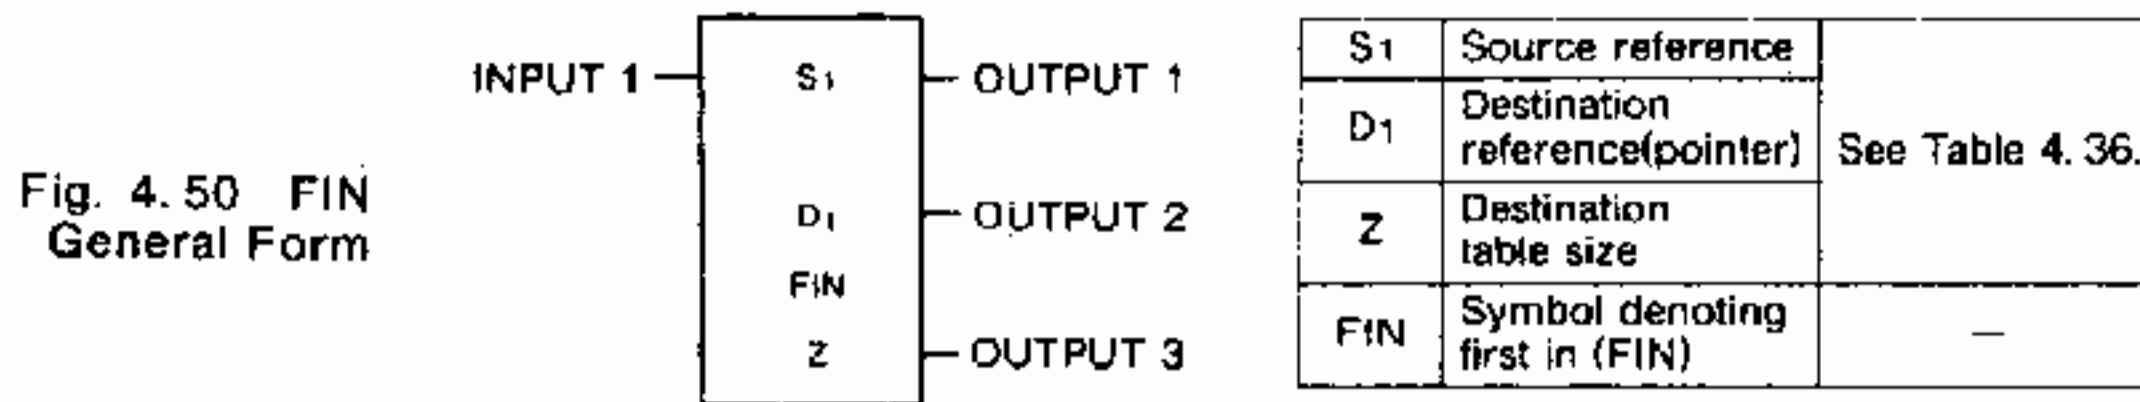 Fig. 4. 50 FIN
General Form
INPUT 1
S1
D1
FIN
Z
OUTPUT 1
OUTPUT 2
OUTPUT 3
S1 Source reference
D1 Destination
reference(pointer)
See Table 4. 36.
Z Destination
table size
FIN Symbol denoting
first in (FIN)
—